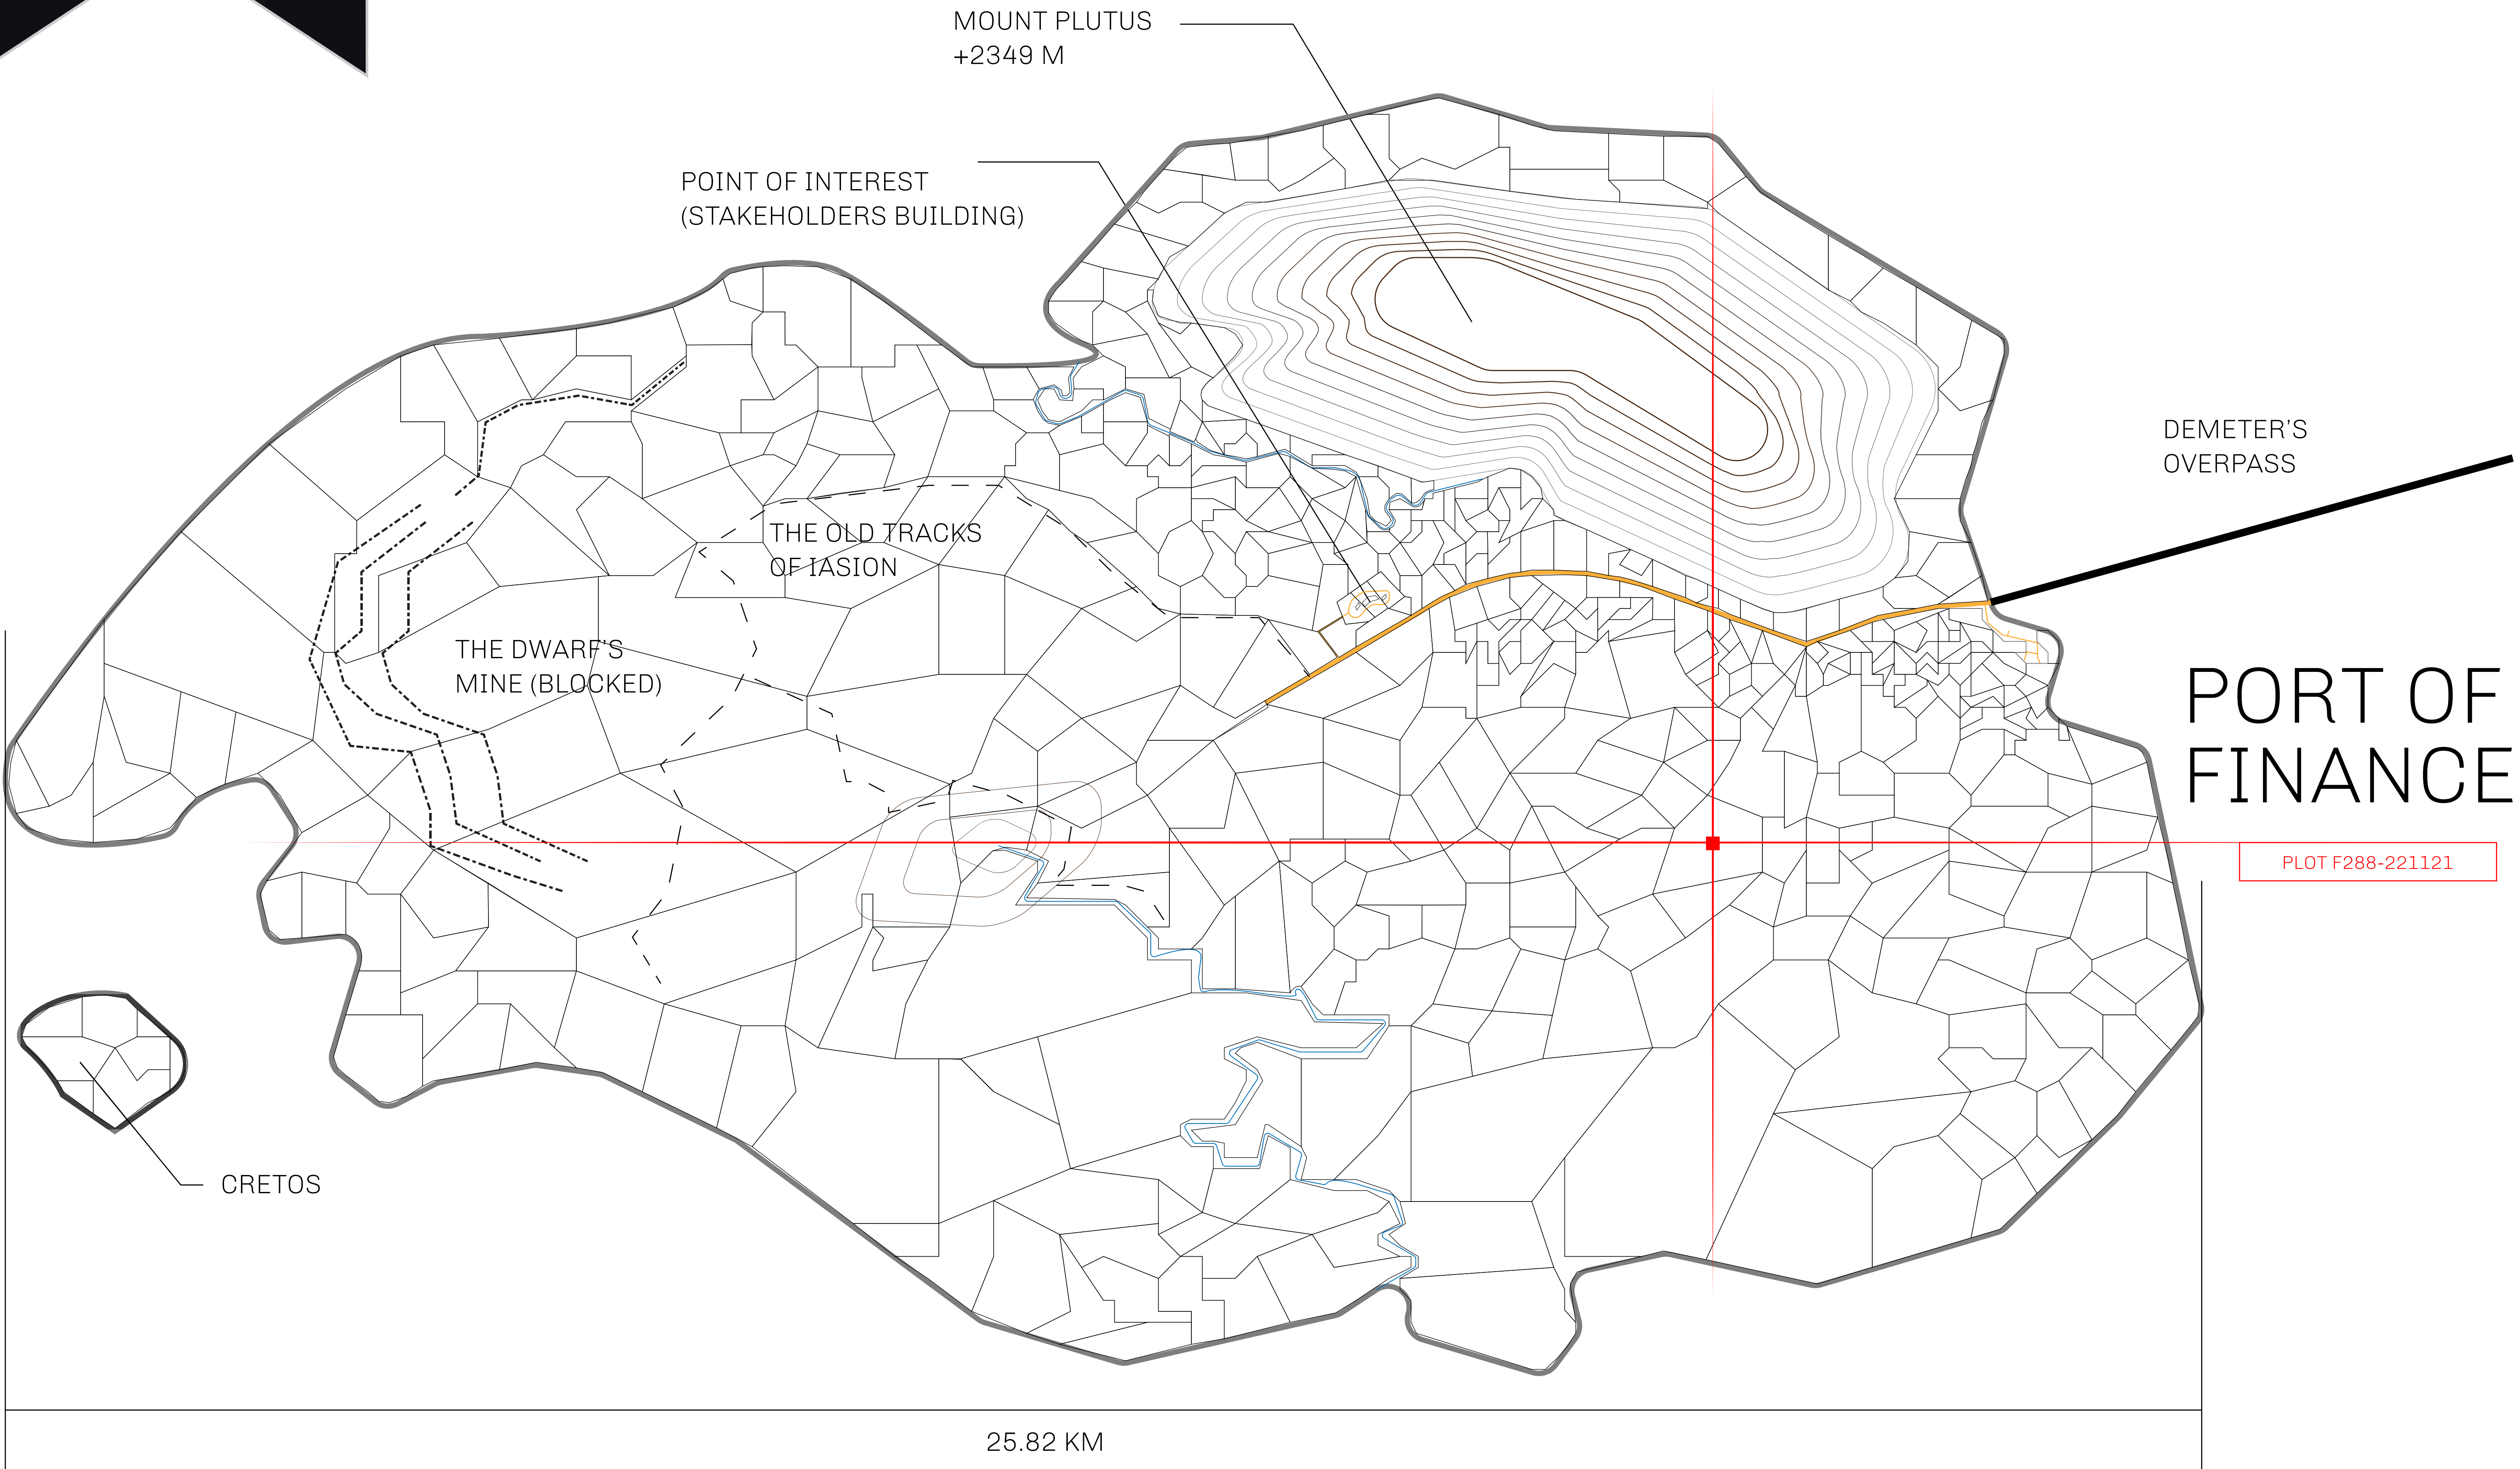 MOUNT PLUTUS
+2349 M
POINT OF INTEREST
(STAKEHOLDERS BUILDING)
DEMETER'S
OVERPASS
THE OLD TRACKS
OF IASION
THE DWARF'S
MINE (BLOCKED)
PORT OF
FINANCE
PLOT F288-221121
CRETOS
25.82 KM